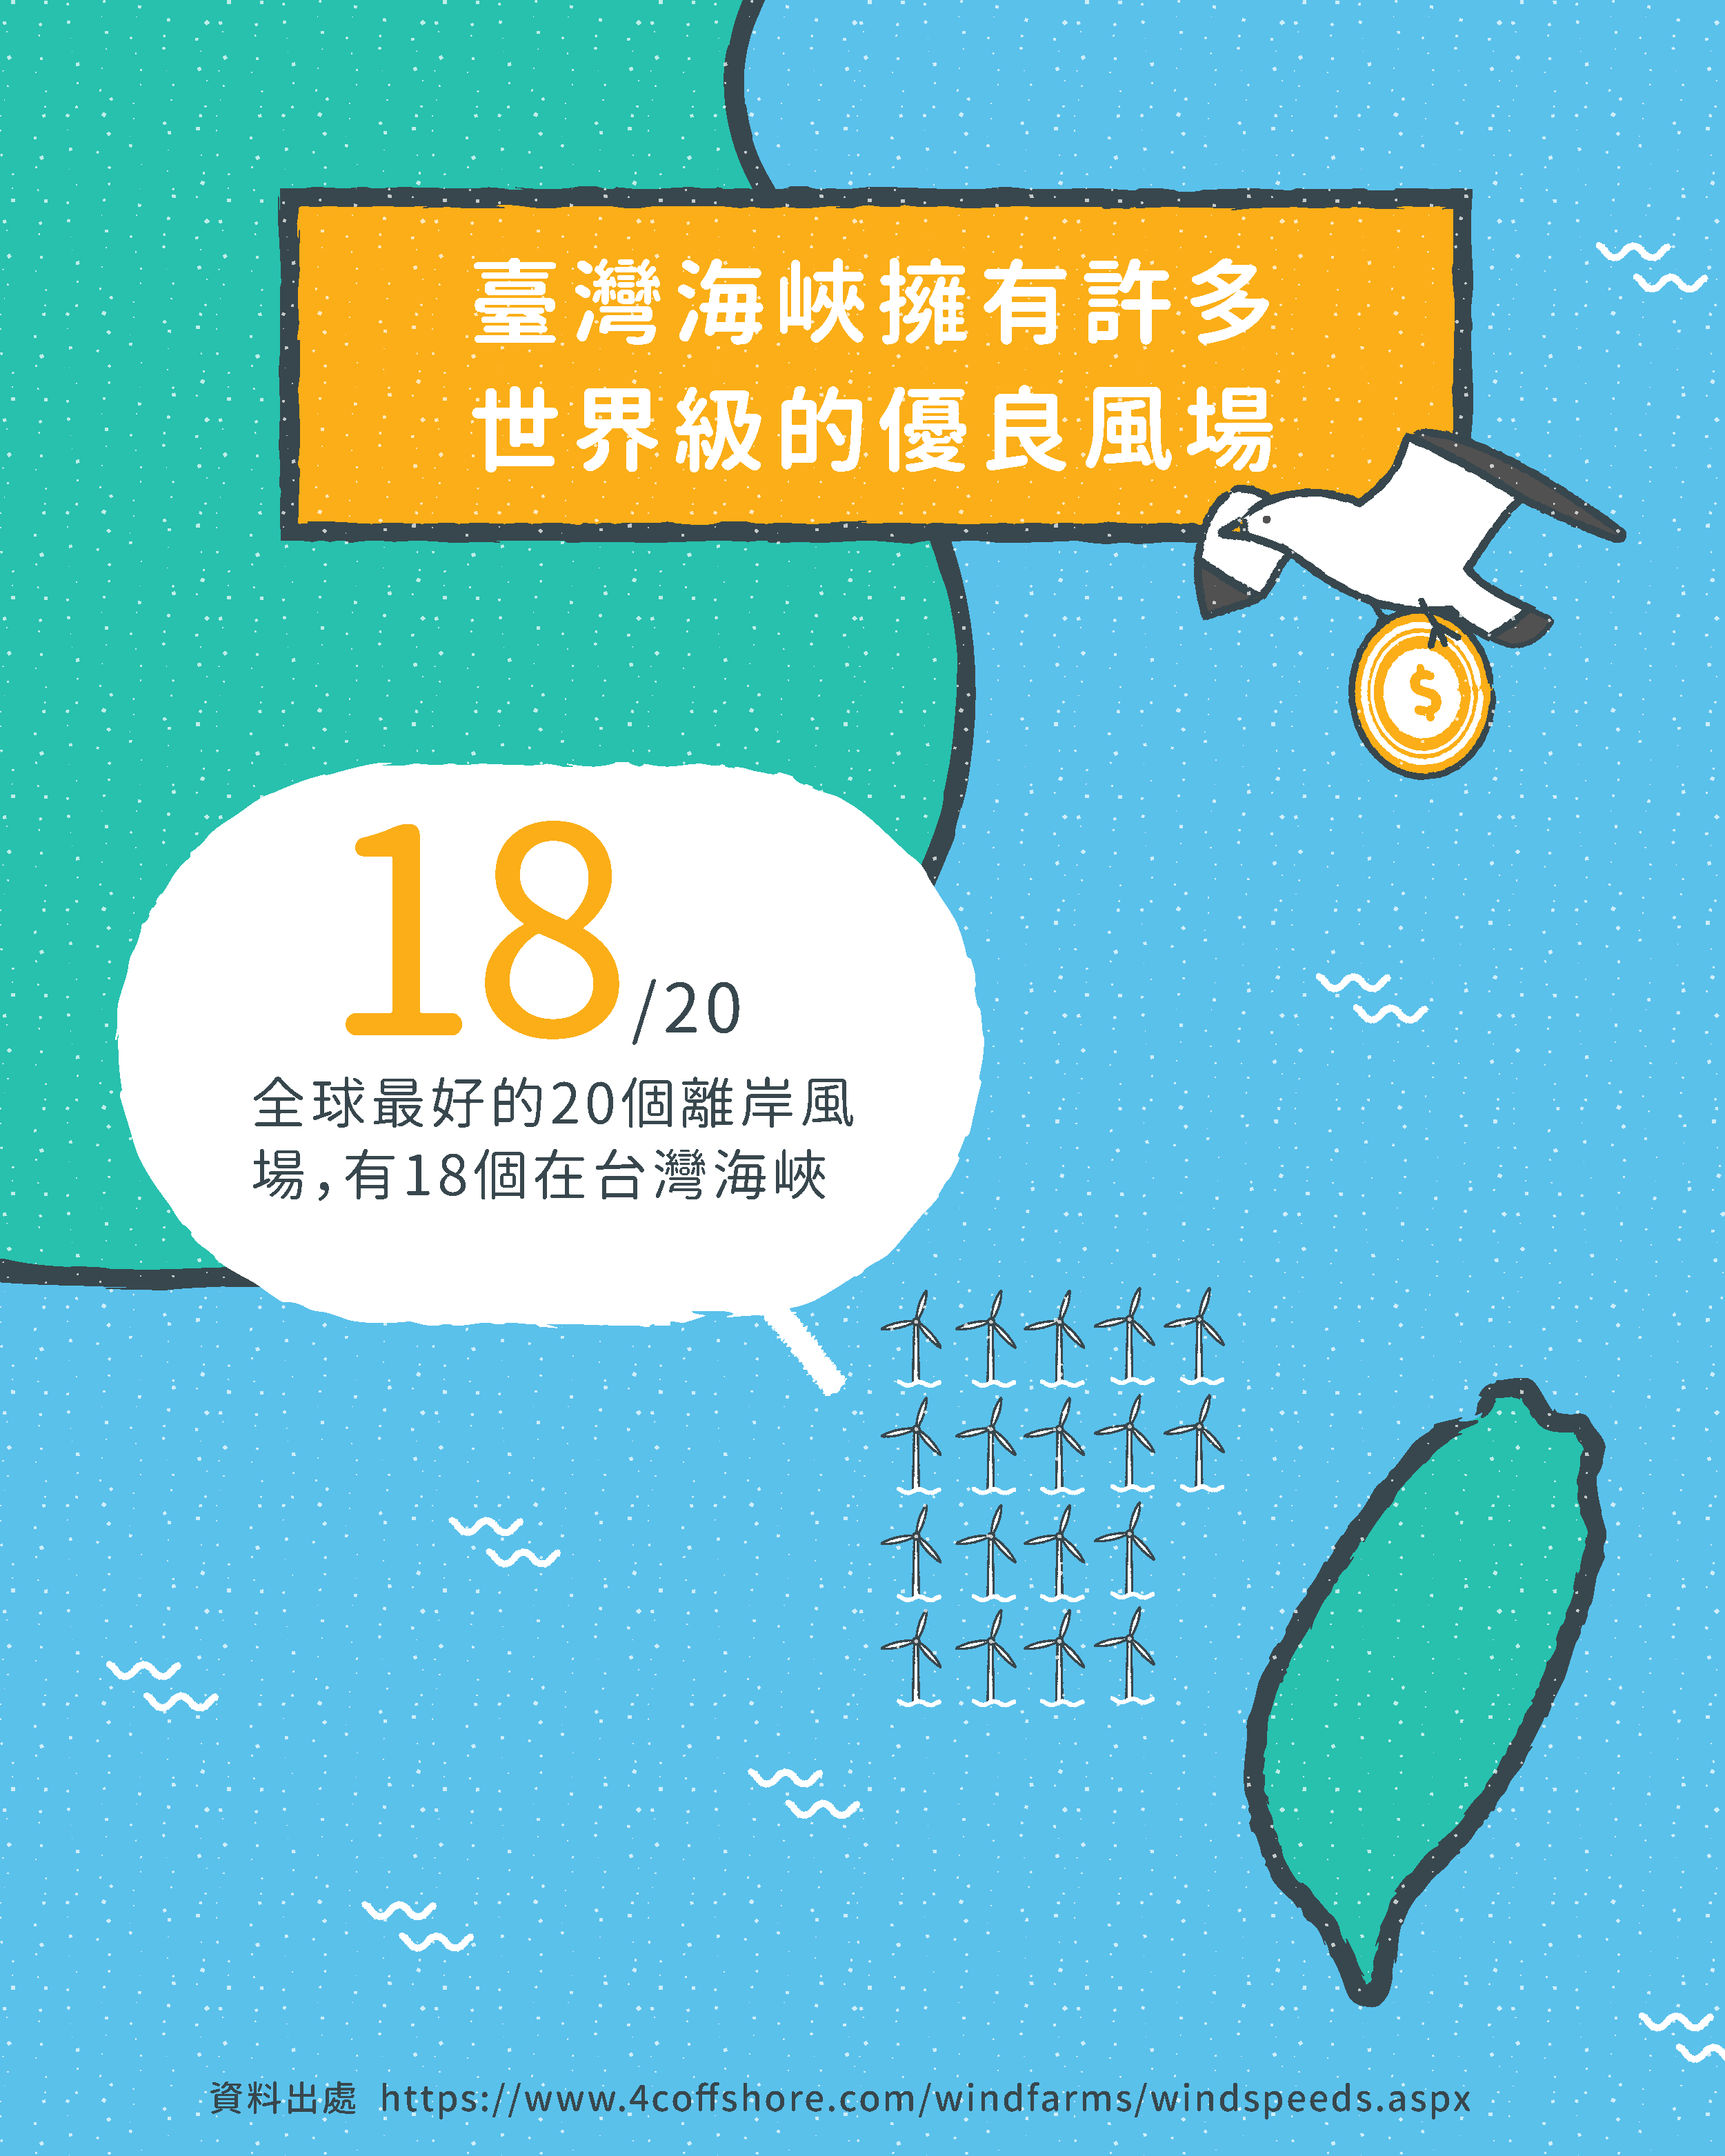 臺灣海峽擁有許多
世界級的優良風場
$
18/20
全球最好的20個離岸風
場,有18個在台灣海峽
資料出處 https://www.4coffshore.com/windfarms/windspeeds.aspx